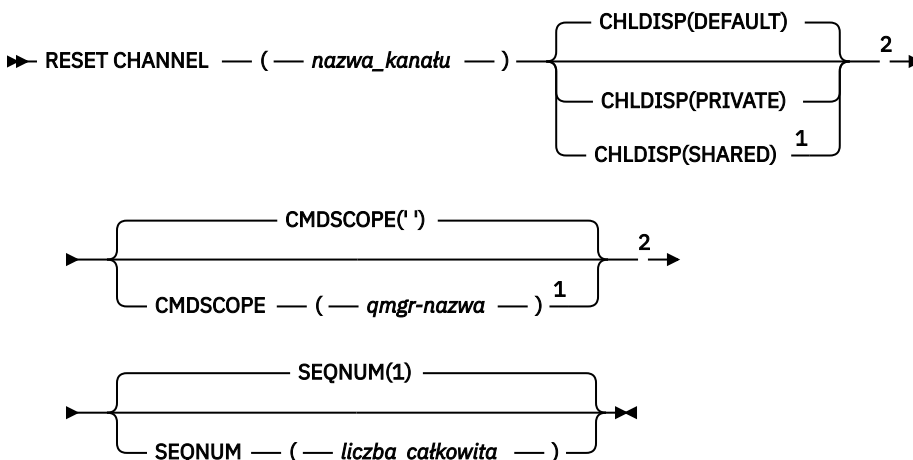 CHLDISP(DEFAULT)
RESET CHANNEL ( nazwa_kanału ) 2
CHLDISP(PRIVATE)
CHLDISP(SHARED) 1
CMDSCOPE(' ')
2
CMDSCOPE ( qmgr-nazwa ) 1
SEQNUM(1)
SEQNUM ( liczba_całkowita )